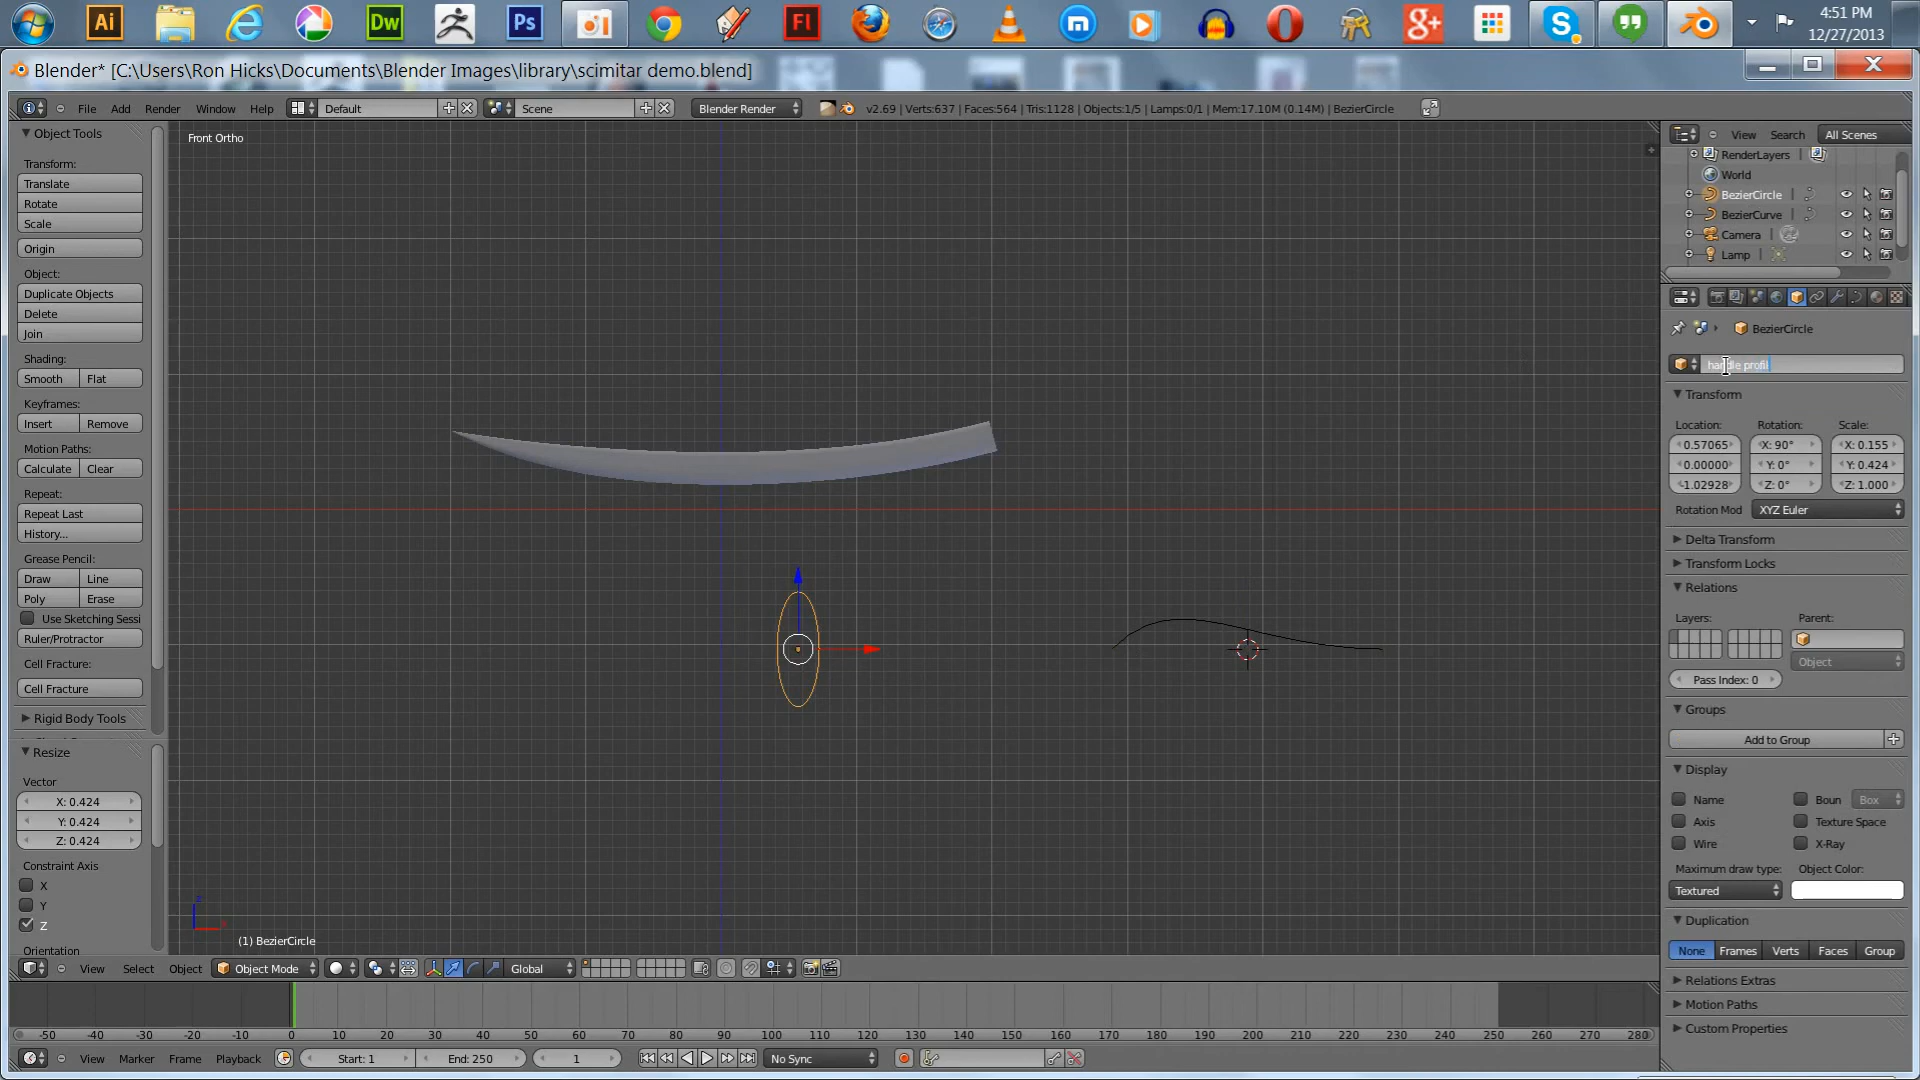 Ai
Dw
Ps
Fl
m
g+
S
4:51 PM
12/27/2013
Blender* [C:\Users\Ron Hicks\Documents\Blender Images\library\scimitar demo.blend]
File Add Render Window Help Default Scene Blender Render v2.69 | Verts:637 | Faces:564 | Tris:1128 | Objects:1/5 | Lamps:0/1 | Mem:17.10M (0.14M) | BezierCircle
Object Tools
Transform:
Translate
Rotate
Scale
Origin
Object:
Duplicate Objects
Delete
Join
Shading:
Smooth Flat
Keyframes:
Insert Remove
Motion Paths:
Calculate Clear
Repeat:
Repeat Last
History...
Grease Pencil:
Draw Line
Poly Erase
Use Sketching Sessi
Ruler/Protractor
Cell Fracture:
Cell Fracture
Rigid Body Tools
Resize
Vector
X: 0.424
Y: 0.424
Z: 0.424
Constraint Axis
X
Y
Z
Orientation
Front Ortho
z
(1) BezierCircle
View Select Object Object Mode Global
-50 -40 -30 -20 -10 0 10 20 30 40 50 60 70 80 90 100 110 120 130 140 150 160 170 180 190 200 210 220 230 240 250 260 270 280
View Marker Frame Playback Start: 1 End: 250 1 No Sync
View Search All Scenes
RenderLayers
World
BezierCircle
BezierCurve
Camera
Lamp
BezierCircle
handle profil
Transform
Location: Rotation: Scale:
0.57065 X: 90° X: 0.155
0.00000 Y: 0° Y: 0.424
-1.02928 Z: 0° Z: 1.000
Rotation Mod XYZ Euler
Delta Transform
Transform Locks
Relations
Layers: Parent:
Object
Pass Index: 0
Groups
Add to Group
Display
Name Boun Box
Axis Texture Space
Wire X-Ray
Maximum draw type: Object Color:
Textured
Duplication
None Frames Verts Faces Group
Relations Extras
Motion Paths
Custom Properties